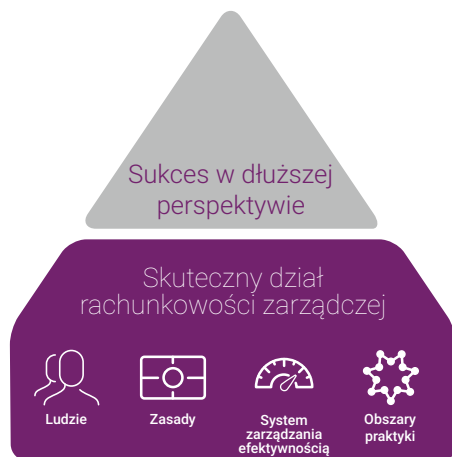 Sukces w dłuższej
perspektywie
Skuteczny dział
rachunkowości zarządczej
Ludzie
Zasady
System
zarządzania
efektywnością
Obszary
praktyki